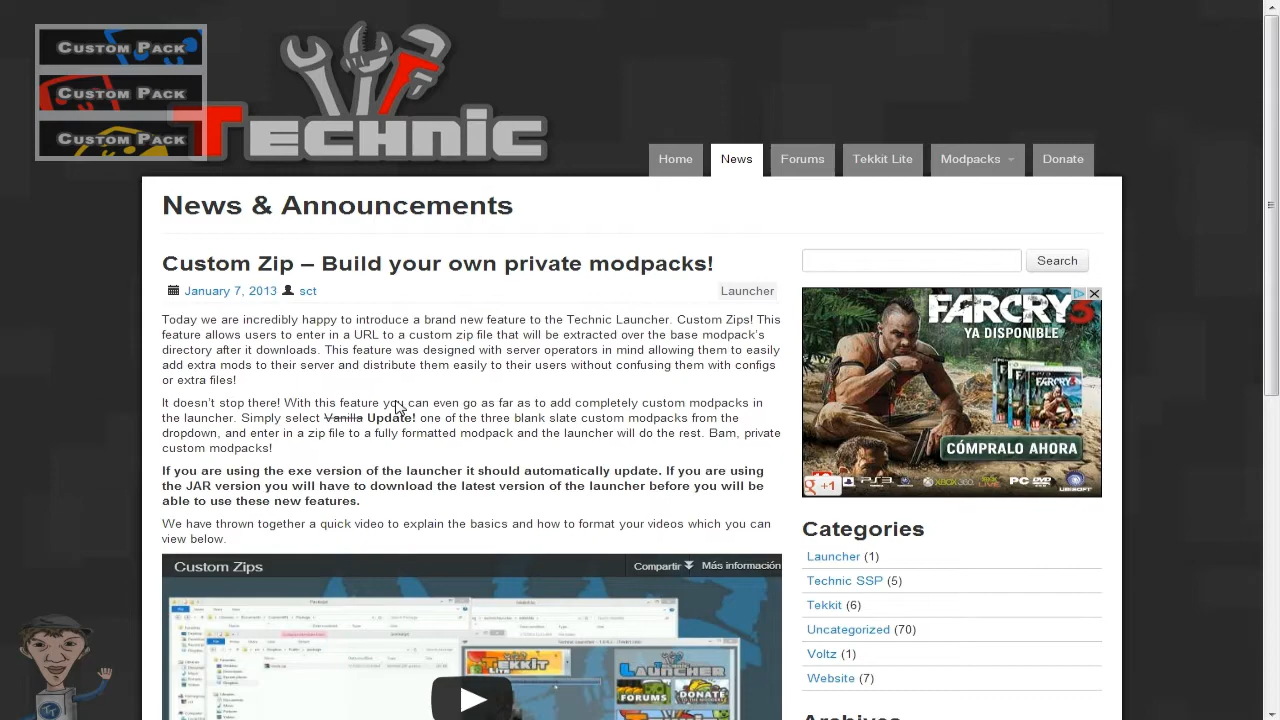 Custom Pack
Custom Pack
Custom Pack
Technic
Home
News
Forums
Tekkit Lite
Modpacks
Donate
News & Announcements
Custom Zip – Build your own private modpacks!
January 7, 2013 sct
Launcher
Today we are incredibly happy to introduce a brand new feature to the Technic Launcher. Custom Zips! This
feature allows users to enter in a URL to a custom zip file that will be extracted over the base modpack's
directory after it downloads. This feature was designed with server operators in mind allowing them to easily
add extra mods to their server and distribute them easily to their users without confusing them with configs
or extra files!
It doesn't stop there! With this feature you can even go as far as to add completely custom modpacks in
the launcher. Simply select Vanilla Update! one of the three blank slate custom modpacks from the
dropdown, and enter in a zip file to a fully formatted modpack and the launcher will do the rest. Bam, private
custom modpacks!
If you are using the exe version of the launcher it should automatically update. If you are using
the JAR version you will have to download the latest version of the launcher before you will be
able to use these new features.
We have thrown together a quick video to explain the basics and how to format your videos which you can
view below.
Custom Zips
Compartir
Más información
Tekkit
Launcher
Forums
Donate
Search
FARCRY 3
YA DISPONIBLE
CÓMPRALO AHORA
+1
PS3
XBOX 360
PC DVD
UBISOFT
Categories
Launcher (1)
Technic SSP (5)
Tekkit (6)
Uncategorized (70)
Voltz (1)
Website (7)
Archives